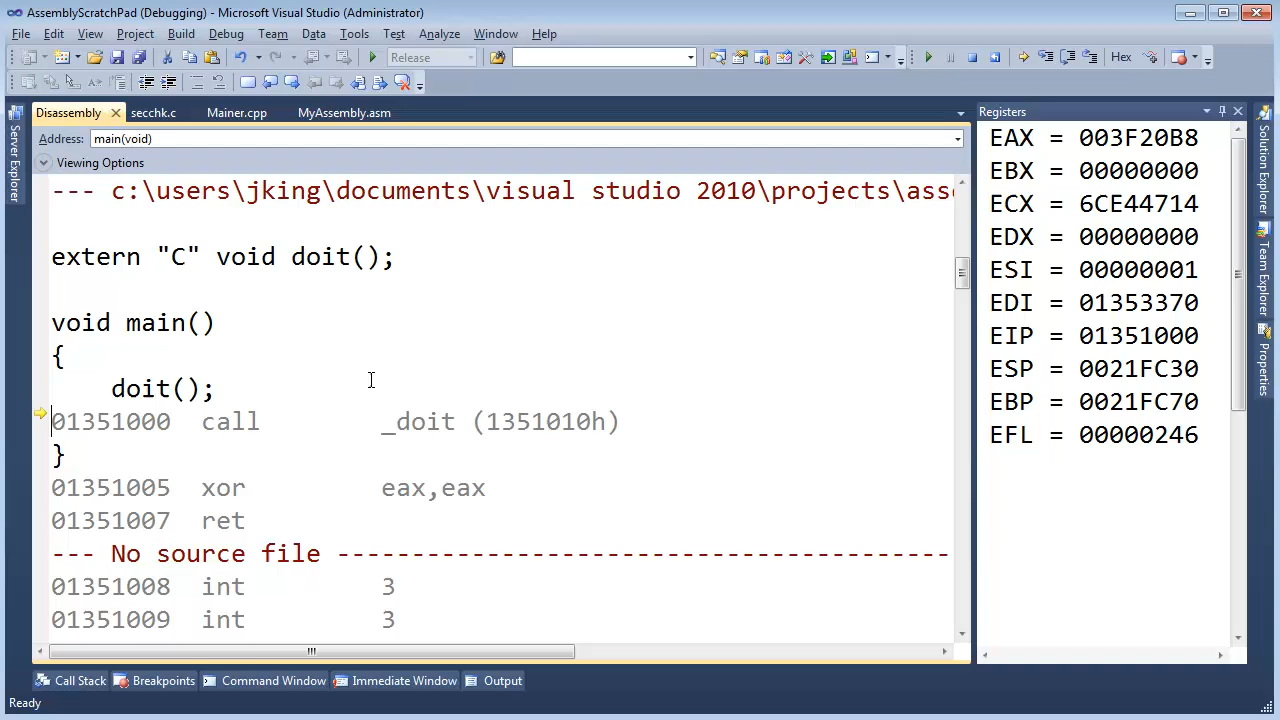 AssemblyScratchPad (Debugging) - Microsoft Visual Studio (Administrator)
File Edit View Project Build Debug Team Data Tools Test Analyze Window Help
Release
Hex
Disassembly secchk.c Mainer.cpp MyAssembly.asm
Address: main(void)
Viewing Options
--- c:\users\jking\documents\visual studio 2010\projects\ass
extern "C" void doit();
void main()
{
doit();
01351000 call _doit (1351010h)
}
01351005 xor eax,eax
01351007 ret
--- No source file -----------------------------------------
01351008 int 3
01351009 int 3
Registers
EAX = 003F20B8
EBX = 00000000
ECX = 6CE44714
EDX = 00000000
ESI = 00000001
EDI = 01353370
EIP = 01351000
ESP = 0021FC30
EBP = 0021FC70
EFL = 00000246
Server Explorer
Solution Explorer
Team Explorer
Properties
Call Stack Breakpoints Command Window Immediate Window Output
Ready